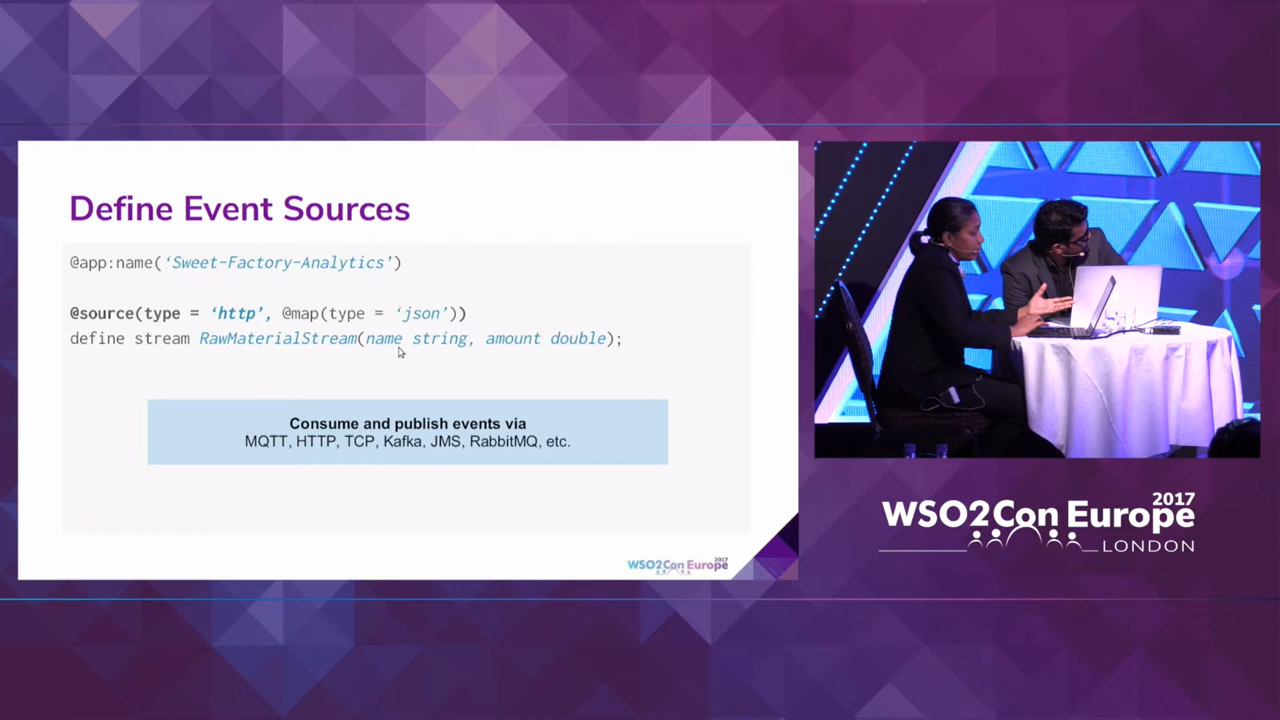 Define Event Sources
@app:name(‘Sweet-Factory-Analytics’)
@source(type = ‘http’, @map(type = ‘json’))
define stream RawMaterialStream(name string, amount double);
Consume and publish events via
MQTT, HTTP, TCP, Kafka, JMS, RabbitMQ, etc.
WSO2Con Europe 2017
WSO2Con Europe 2017
LONDON